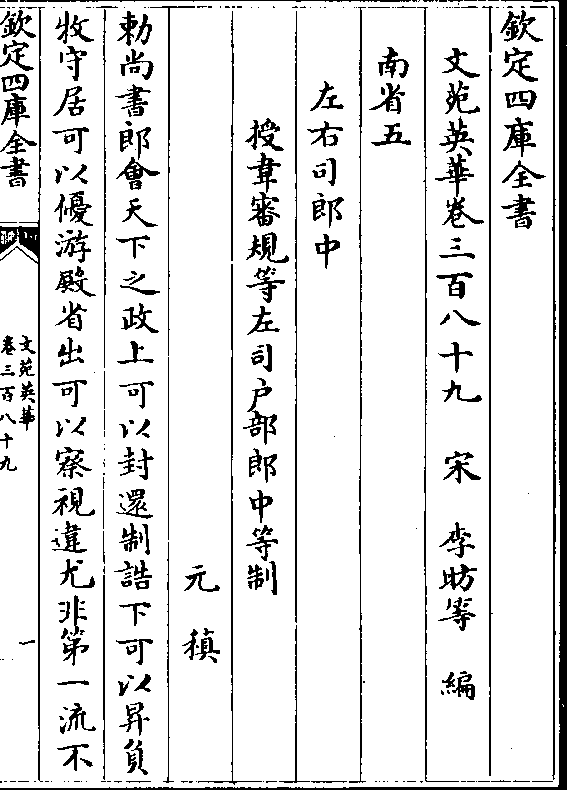 欽定四庫全書
文苑英華卷三百八十九　宋　李昉等　編
南省五
左右司郎中
授韋審規等左司户部郎中等制
元稹
勅尚書郎會天下之政上可以封還制誥下可以昇負
牧守居可以優游殿省出可以察視違尤非第一流不
欽定四庫全書
文苑英華
卷三百八十九
一